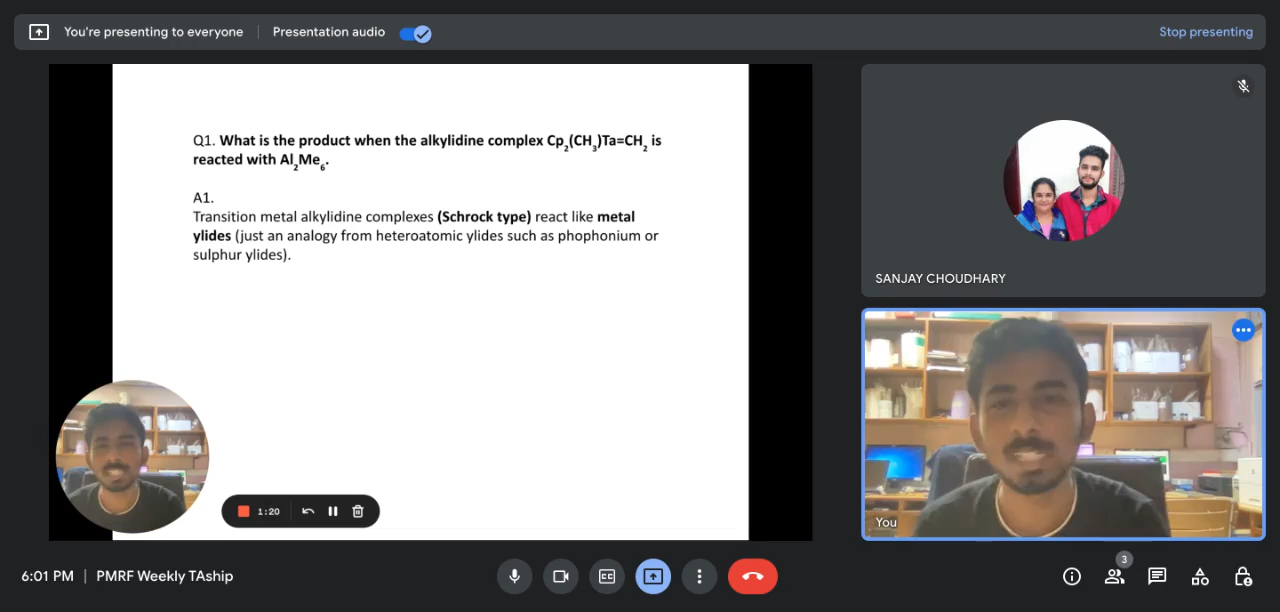 You're presenting to everyone
Presentation audio
Stop presenting
Q1. What is the product when the alkylidine complex Cp₂(CH₃)Ta=CH₂ is
reacted with Al₂Me₆.
A1.
Transition metal alkylidine complexes (Schrock type) react like metal
ylides (just an analogy from heteroatomic ylides such as phophonium or
sulphur ylides).
SANJAY CHOUDHARY
You
1:20
6:01 PM | PMRF Weekly TAship
CC
3